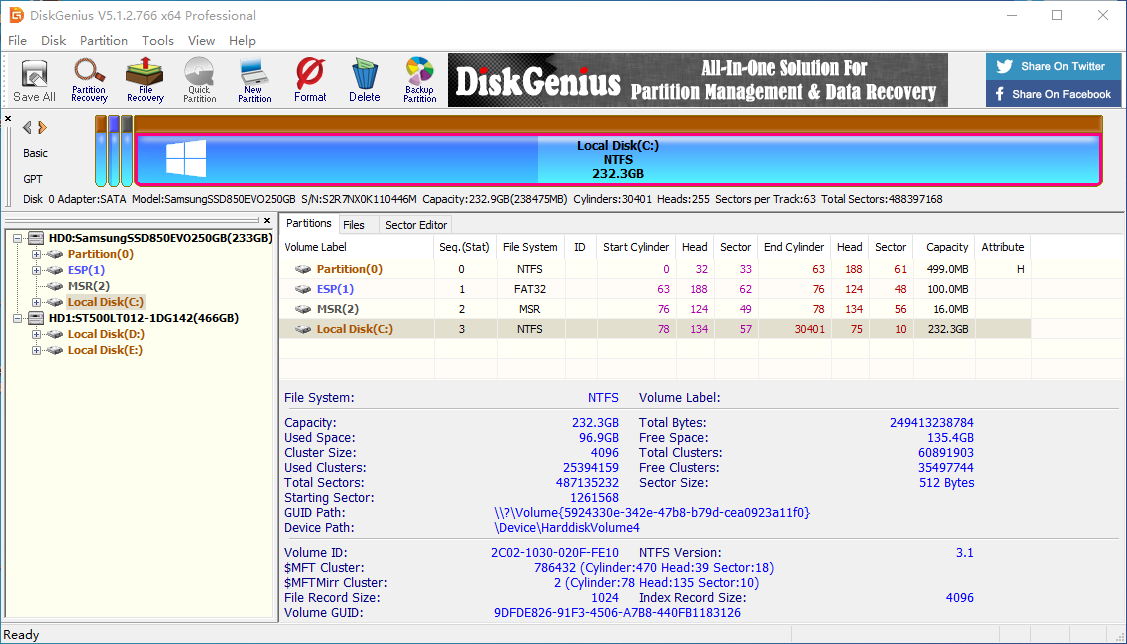 DiskGenius V5.1.2.766 x64 Professional
File Disk Partition Tools View Help
Save All Partition Recovery File Recovery Quick Partition New Partition Format Delete Backup Partition
DiskGenius All-In-One Solution For Partition Management & Data Recovery
Share On Twitter
Share On Facebook
Basic
GPT
Local Disk(C:)
NTFS
232.3GB
Disk 0 Adapter:SATA Model:SamsungSSD850EVO250GB S/N:S2R7NX0K110446M Capacity:232.9GB(238475MB) Cylinders:30401 Heads:255 Sectors per Track:63 Total Sectors:488397168
HD0:SamsungSSD850EVO250GB(233GB)
Partition(0)
ESP(1)
MSR(2)
Local Disk(C:)
HD1:ST500LT012-1DG142(466GB)
Local Disk(D:)
Local Disk(E:)
Partitions Files Sector Editor
Volume Label Seq.(Stat) File System ID Start Cylinder Head Sector End Cylinder Head Sector Capacity Attribute
Partition(0) 0 NTFS 0 32 33 63 188 61 499.0MB H
ESP(1) 1 FAT32 63 188 62 76 124 48 100.0MB
MSR(2) 2 MSR 76 124 49 78 134 56 16.0MB
Local Disk(C:) 3 NTFS 78 134 57 30401 75 10 232.3GB
File System: NTFS Volume Label:
Capacity: 232.3GB Total Bytes: 249413238784
Used Space: 96.9GB Free Space: 135.4GB
Cluster Size: 4096 Total Clusters: 60891903
Used Clusters: 25394159 Free Clusters: 35497744
Total Sectors: 487135232 Sector Size: 512 Bytes
Starting Sector: 1261568
GUID Path: \\?\Volume{5924330e-342e-47b8-b79d-cea0923a11f0}
Device Path: \Device\HarddiskVolume4
Volume ID: 2C02-1030-020F-FE10 NTFS Version: 3.1
$MFT Cluster: 786432 (Cylinder:470 Head:39 Sector:18)
$MFTMirr Cluster: 2 (Cylinder:78 Head:135 Sector:10)
File Record Size: 1024 Index Record Size: 4096
Volume GUID: 9DFDE826-91F3-4506-A7B8-440FB1183126
Ready